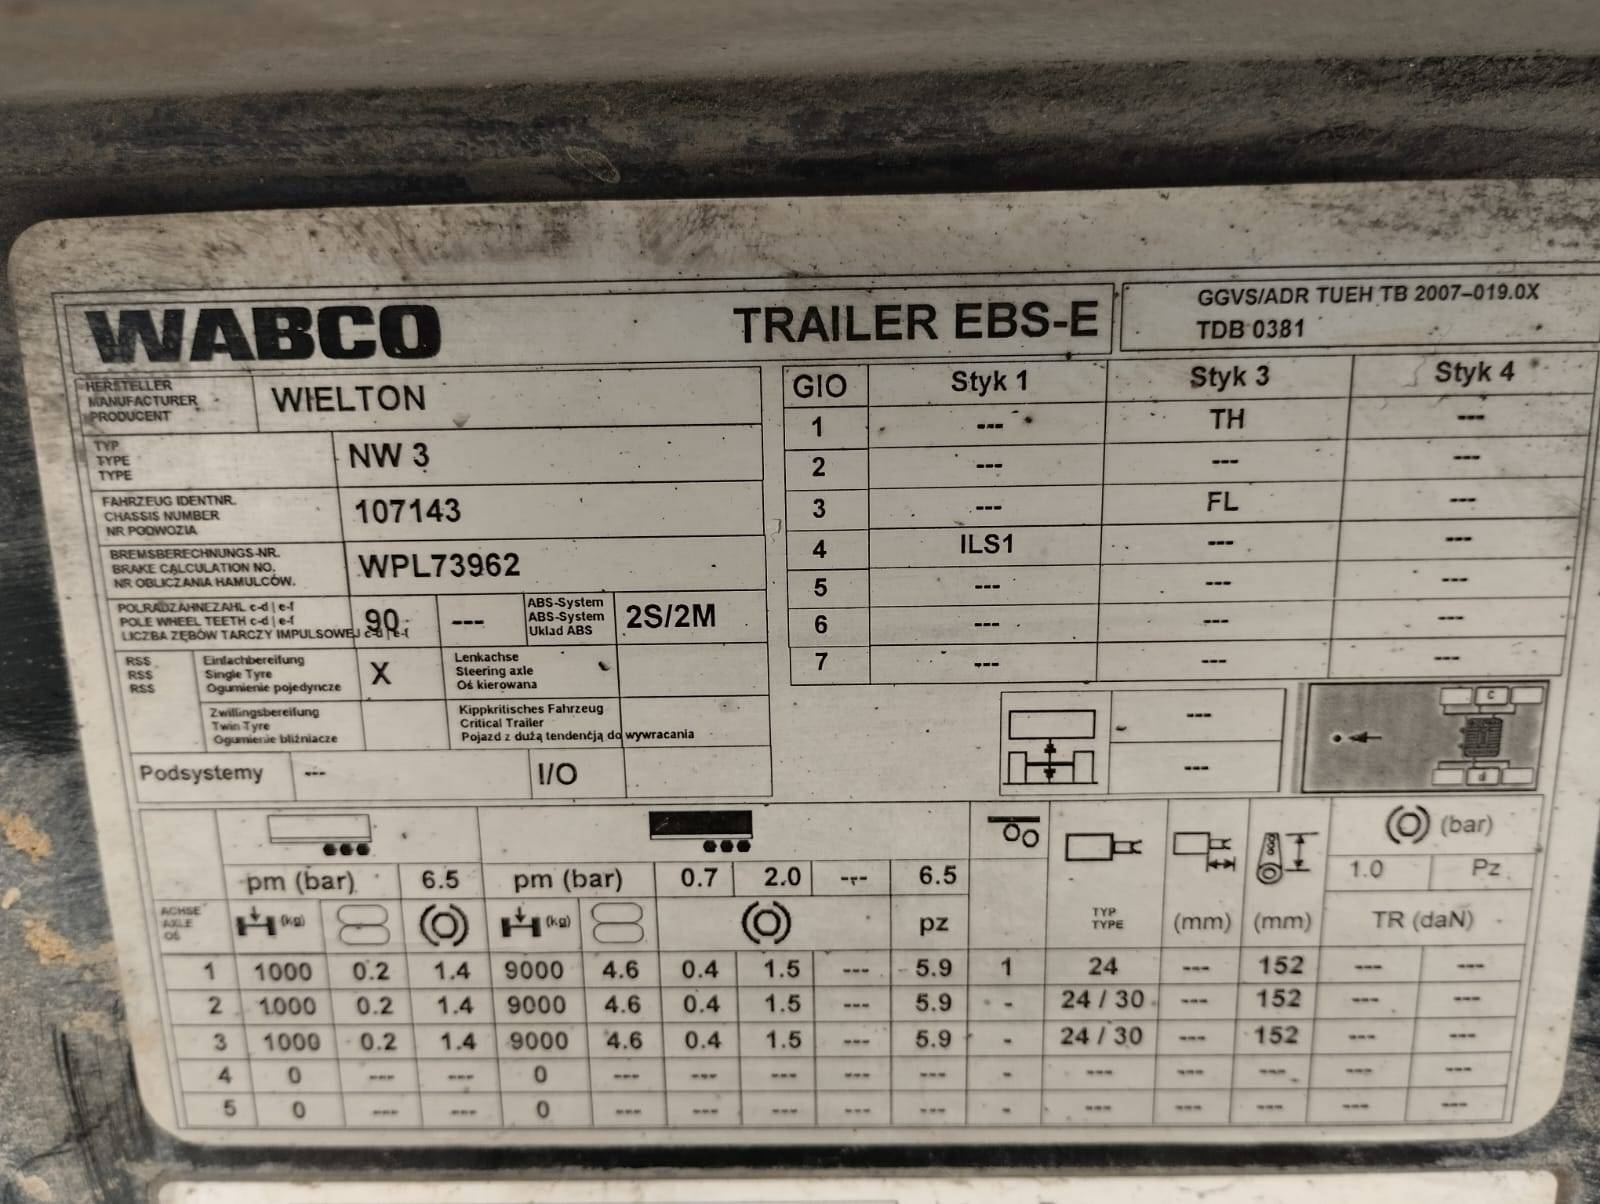 WABCO TRAILER EBS-E
GGVS/ADR TUEH TB 2007-019.0X
TDB 0381
HERSTELLER
MANUFACTURER
PRODUCENT
WIELTON
TYP
TYPE
TYPE
NW 3
FAHRZEUG IDENTNR.
CHASSIS NUMBER
NR PODWOZIA
107143
BREMSBERECHNUNGS-NR.
BRAKE CALCULATION NO.
NR OBLICZANIA HAMULCÓW.
WPL73962
POLRADZÄHNEZAHL c-d | e-f
POLE WHEEL TEETH c-d | e-f
LICZBA ZĘBÓW TARCZY IMPULSOWEJ c-d | e-f
90 ---
ABS-System
ABS-System
Układ ABS
2S/2M
RSS
RSS
RSS
Einfachbereifung
Single Tyre
Ogumienie pojedyncze
X
Lenkachse
Steering axle
Oś kierowana
Zwillingsbereifung
Twin Tyre
Ogumienie bliźniacze
Kippkritisches Fahrzeug
Critical Trailer
Pojazd z dużą tendencją do wywracania
Podsystemy --- I/O
GIO Styk 1 Styk 3 Styk 4
1 --- TH ---
2 --- --- ---
3 --- FL ---
4 ILS1 --- ---
5 --- --- ---
6 --- --- ---
7 --- --- ---
---
---
c
d
(bar)
pm (bar) 6.5 pm (bar) 0.7 2.0 --- 6.5 1.0 Pz
ACHSE
AXLE
OŚ
(kg) (kg) pz
TYP
TYPE
(mm) (mm) TR (daN)
1 1000 0.2 1.4 9000 4.6 0.4 1.5 --- 5.9 1 24 --- 152 --- ---
2 1000 0.2 1.4 9000 4.6 0.4 1.5 --- 5.9 - 24 / 30 --- 152 --- ---
3 1000 0.2 1.4 9000 4.6 0.4 1.5 --- 5.9 - 24 / 30 --- 152 --- ---
4 0 --- --- 0 --- --- --- --- --- - --- --- --- --- ---
5 0 --- --- 0 --- --- --- --- --- - --- --- --- --- ---